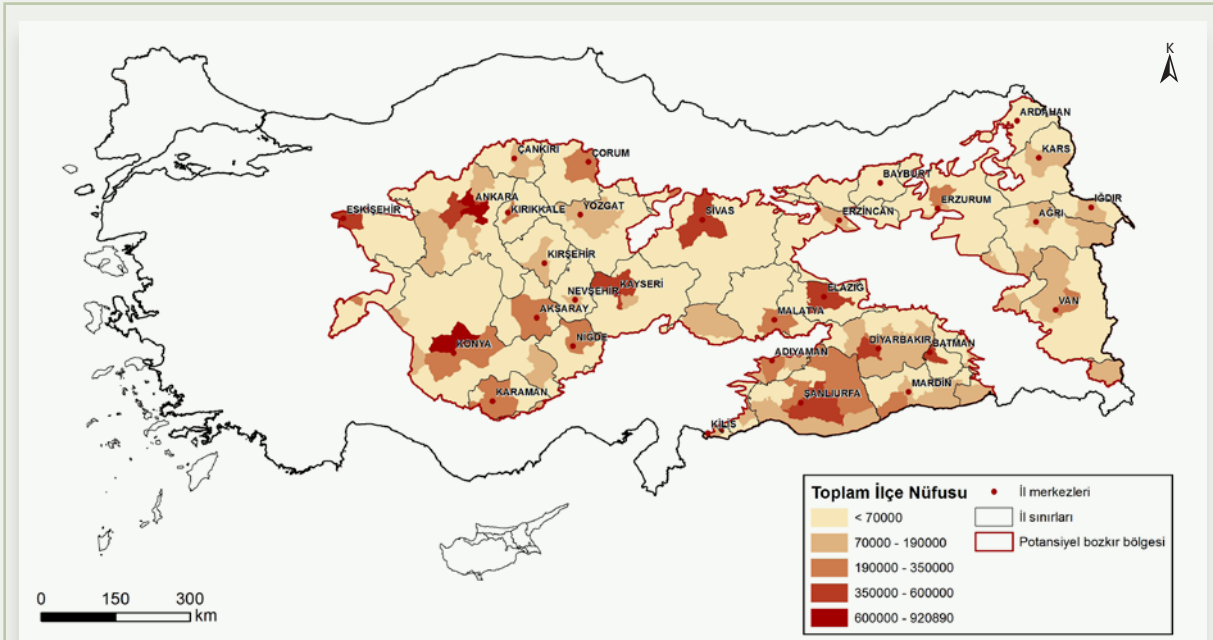 K
ARDAHAN
ÇANKIRI
ÇORUM
KARS
BAYBURT
ESKİŞEHİR
ANKARA
KIRIKKALE
YOZGAT
SİVAS
ERZİNCAN
ERZURUM
IĞDIR
AĞRI
KIRŞEHİR
NEVŞEHİR
KAYSERİ
ELAZIĞ
VAN
AKSARAY
MALATYA
KONYA
NİĞDE
DİYARBAKIR
BATMAN
ADIYAMAN
KARAMAN
ŞANLIURFA
MARDİN
KİLİS
Toplam İlçe Nüfusu
< 70000
70000 - 190000
190000 - 350000
350000 - 600000
600000 - 920890
İl merkezleri
İl sınırları
Potansiyel bozkır bölgesi
0 150 300
km